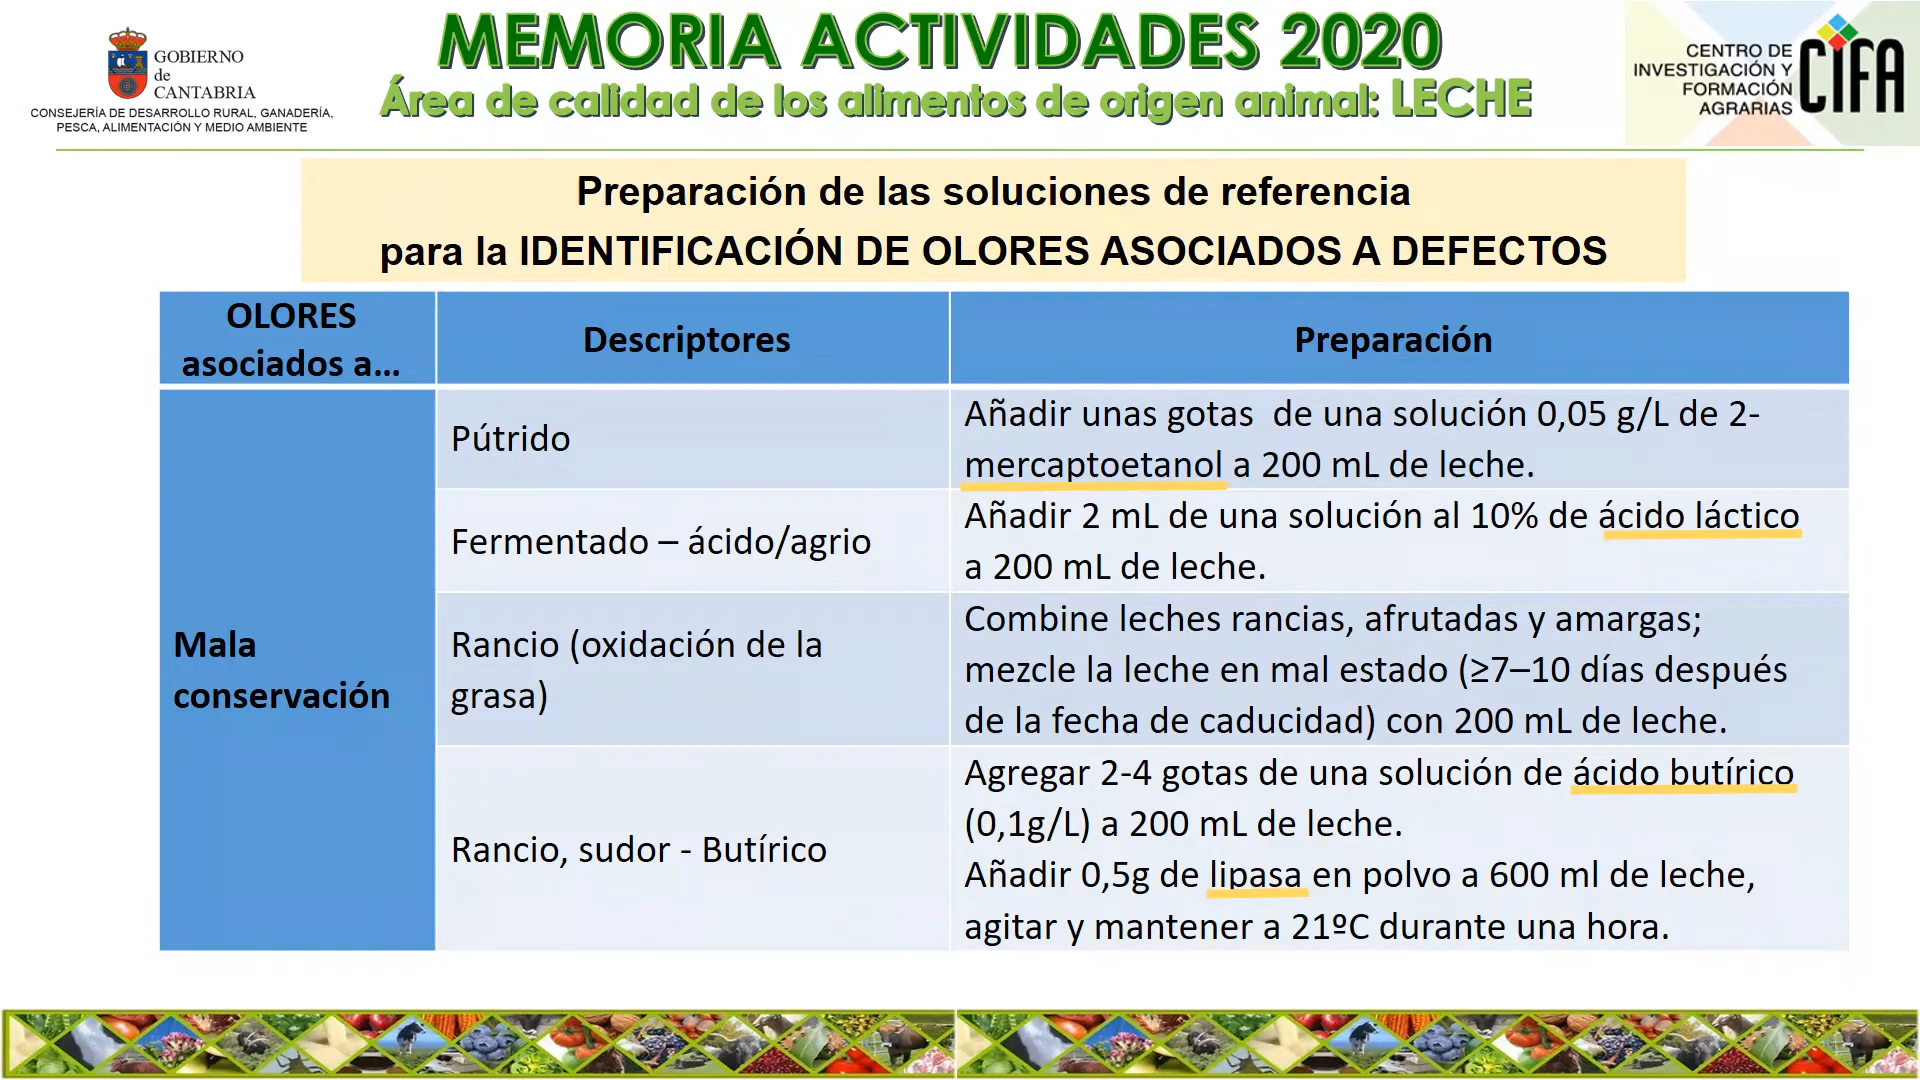 GOBIERNO
de
CANTABRIA
CONSEJERÍA DE DESARROLLO RURAL, GANADERÍA,
PESCA, ALIMENTACIÓN Y MEDIO AMBIENTE
MEMORIA ACTIVIDADES 2020
Área de calidad de los alimentos de origen animal: LECHE
CENTRO DE
INVESTIGACIÓN Y
FORMACIÓN
AGRARIAS
CIFA
Preparación de las soluciones de referencia
para la IDENTIFICACIÓN DE OLORES ASOCIADOS A DEFECTOS
OLORES
asociados a...
Descriptores
Preparación
Mala
conservación
Pútrido
Añadir unas gotas  de una solución 0,05 g/L de 2-
mercaptoetanol a 200 mL de leche.
Fermentado – ácido/agrio
Añadir 2 mL de una solución al 10% de ácido láctico
a 200 mL de leche.
Rancio (oxidación de la
grasa)
Combine leches rancias, afrutadas y amargas;
mezcle la leche en mal estado (≥7–10 días después
de la fecha de caducidad) con 200 mL de leche.
Rancio, sudor - Butírico
Agregar 2-4 gotas de una solución de ácido butírico
(0,1g/L) a 200 mL de leche.
Añadir 0,5g de lipasa en polvo a 600 ml de leche,
agitar y mantener a 21ºC durante una hora.